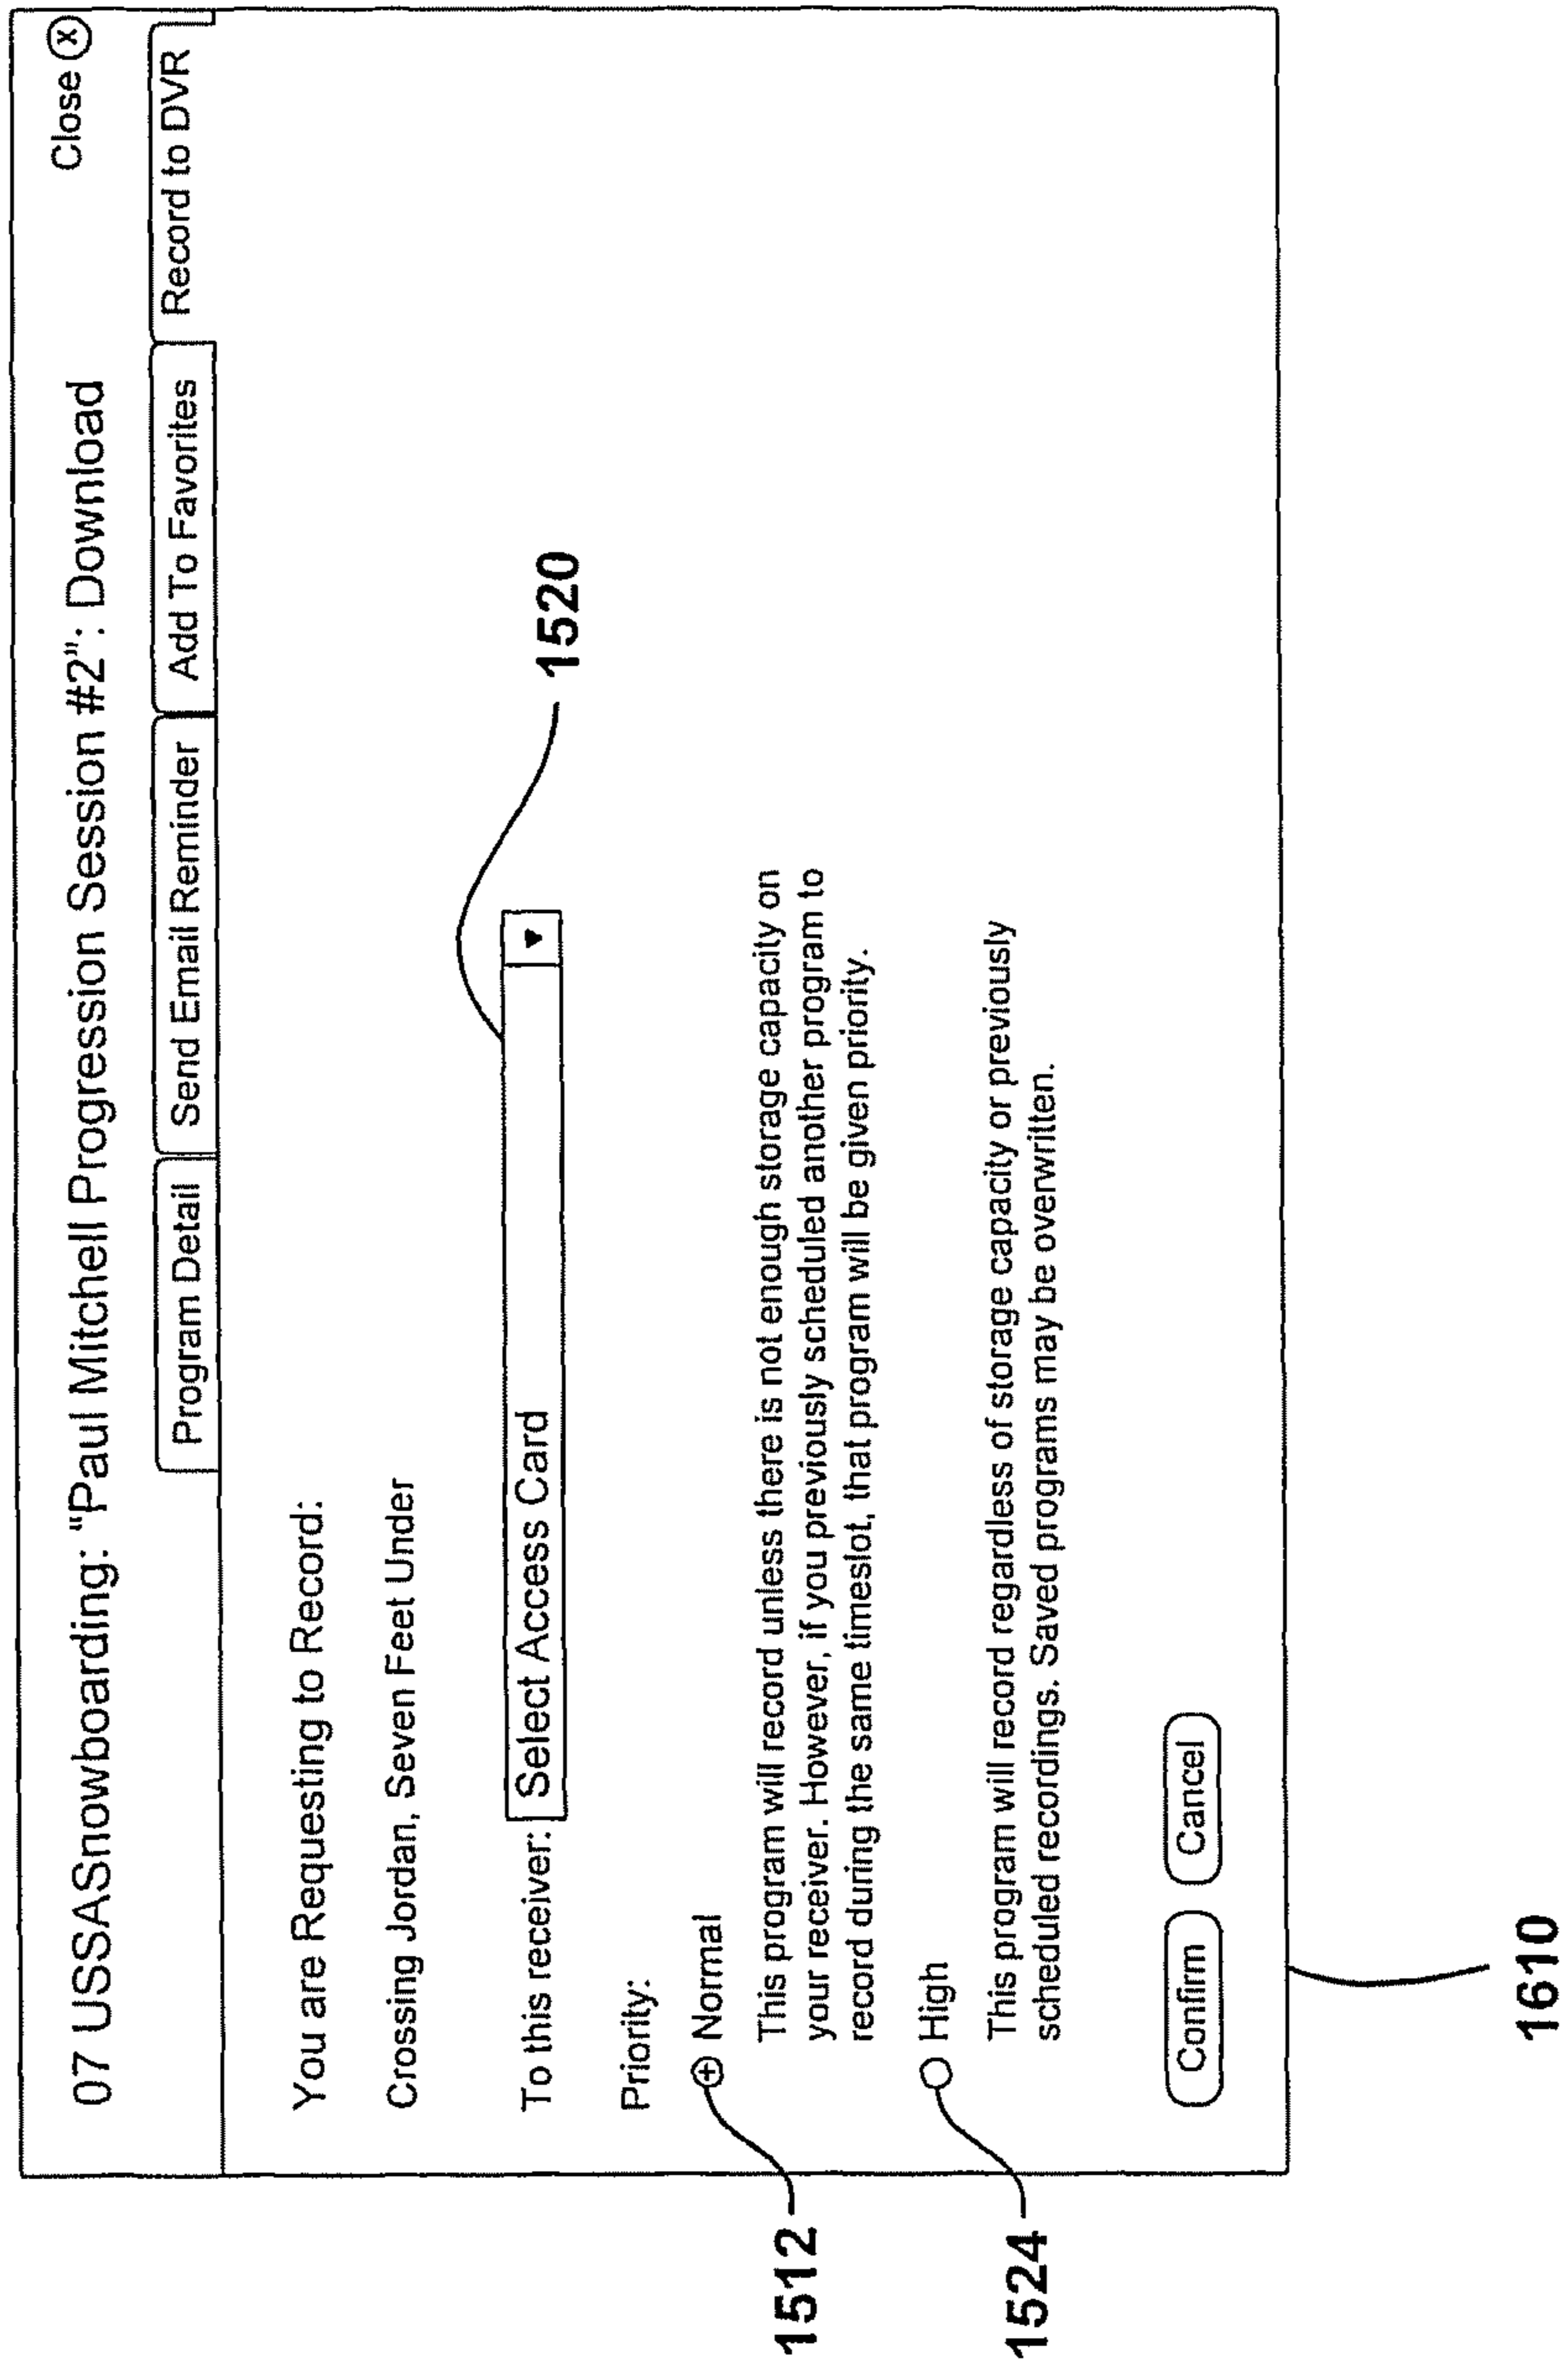 07 USSASnowboarding: "Paul Mitchell Progression Session #2": Download
Close (x)
Program Detail
Send Email Reminder
Add To Favorites
Record to DVR
You are Requesting to Record:
Crossing Jordan, Seven Feet Under
1520
To this receiver: Select Access Card
Priority:
1512
Normal
This program will record unless there is not enough storage capacity on
your receiver. However, if you previously scheduled another program to
record during the same timeslot, that program will be given priority.
1524
High
This program will record regardless of storage capacity or previously
scheduled recordings. Saved programs may be overwritten.
Confirm
Cancel
1610